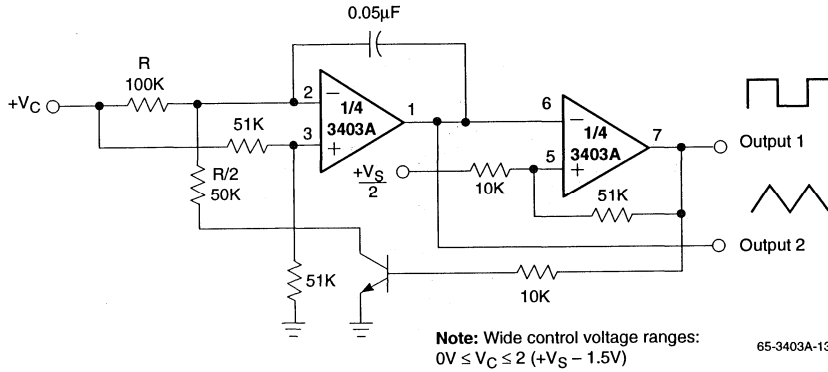 0.05µF
R
100K
+VC
2
−
1/4
3403A
3
+
1
51K
R/2
50K
51K
+VS
2
10K
6
−
1/4
3403A
5
+
7
51K
10K
Output 1
Output 2
Note: Wide control voltage ranges:
0V ≤ VC ≤ 2 (+VS – 1.5V)
65-3403A-13